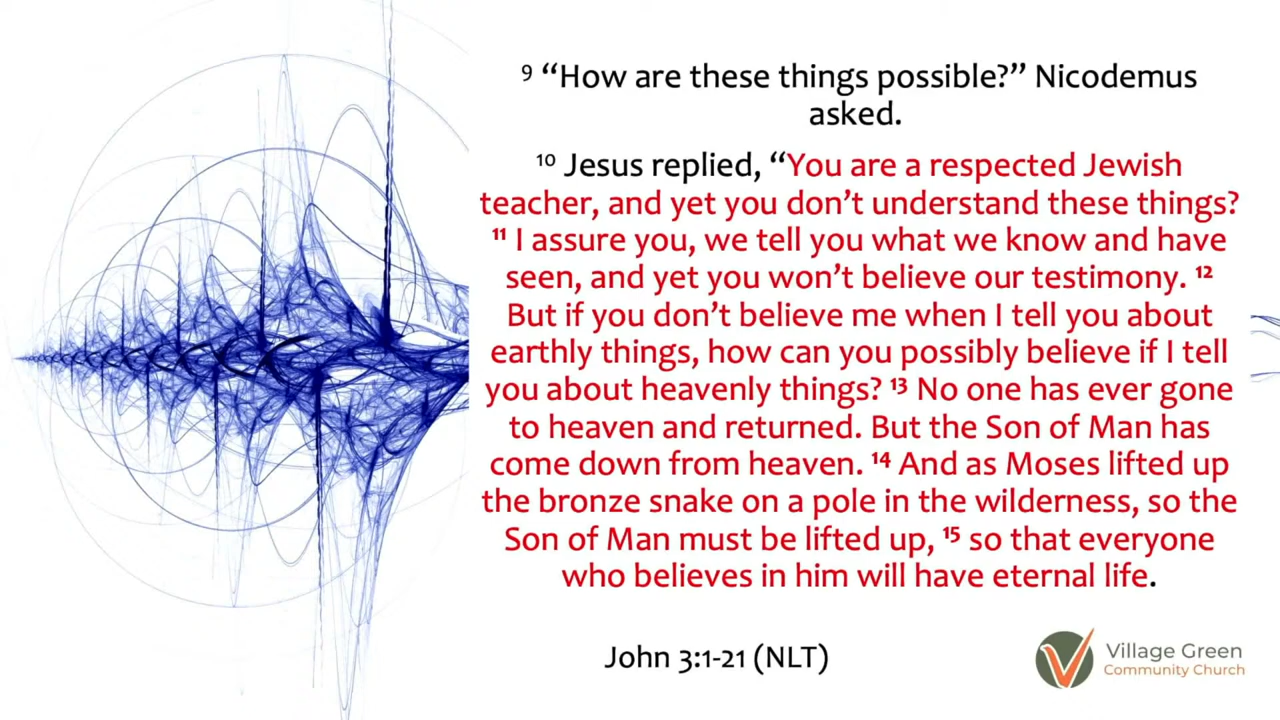 ⁹ “How are these things possible?” Nicodemus
asked.
¹⁰ Jesus replied, “You are a respected Jewish
teacher, and yet you don’t understand these things?
¹¹ I assure you, we tell you what we know and have
seen, and yet you won’t believe our testimony. ¹²
But if you don’t believe me when I tell you about
earthly things, how can you possibly believe if I tell
you about heavenly things? ¹³ No one has ever gone
to heaven and returned. But the Son of Man has
come down from heaven. ¹⁴ And as Moses lifted up
the bronze snake on a pole in the wilderness, so the
Son of Man must be lifted up, ¹⁵ so that everyone
who believes in him will have eternal life.
John 3:1-21 (NLT)
Village Green
Community Church